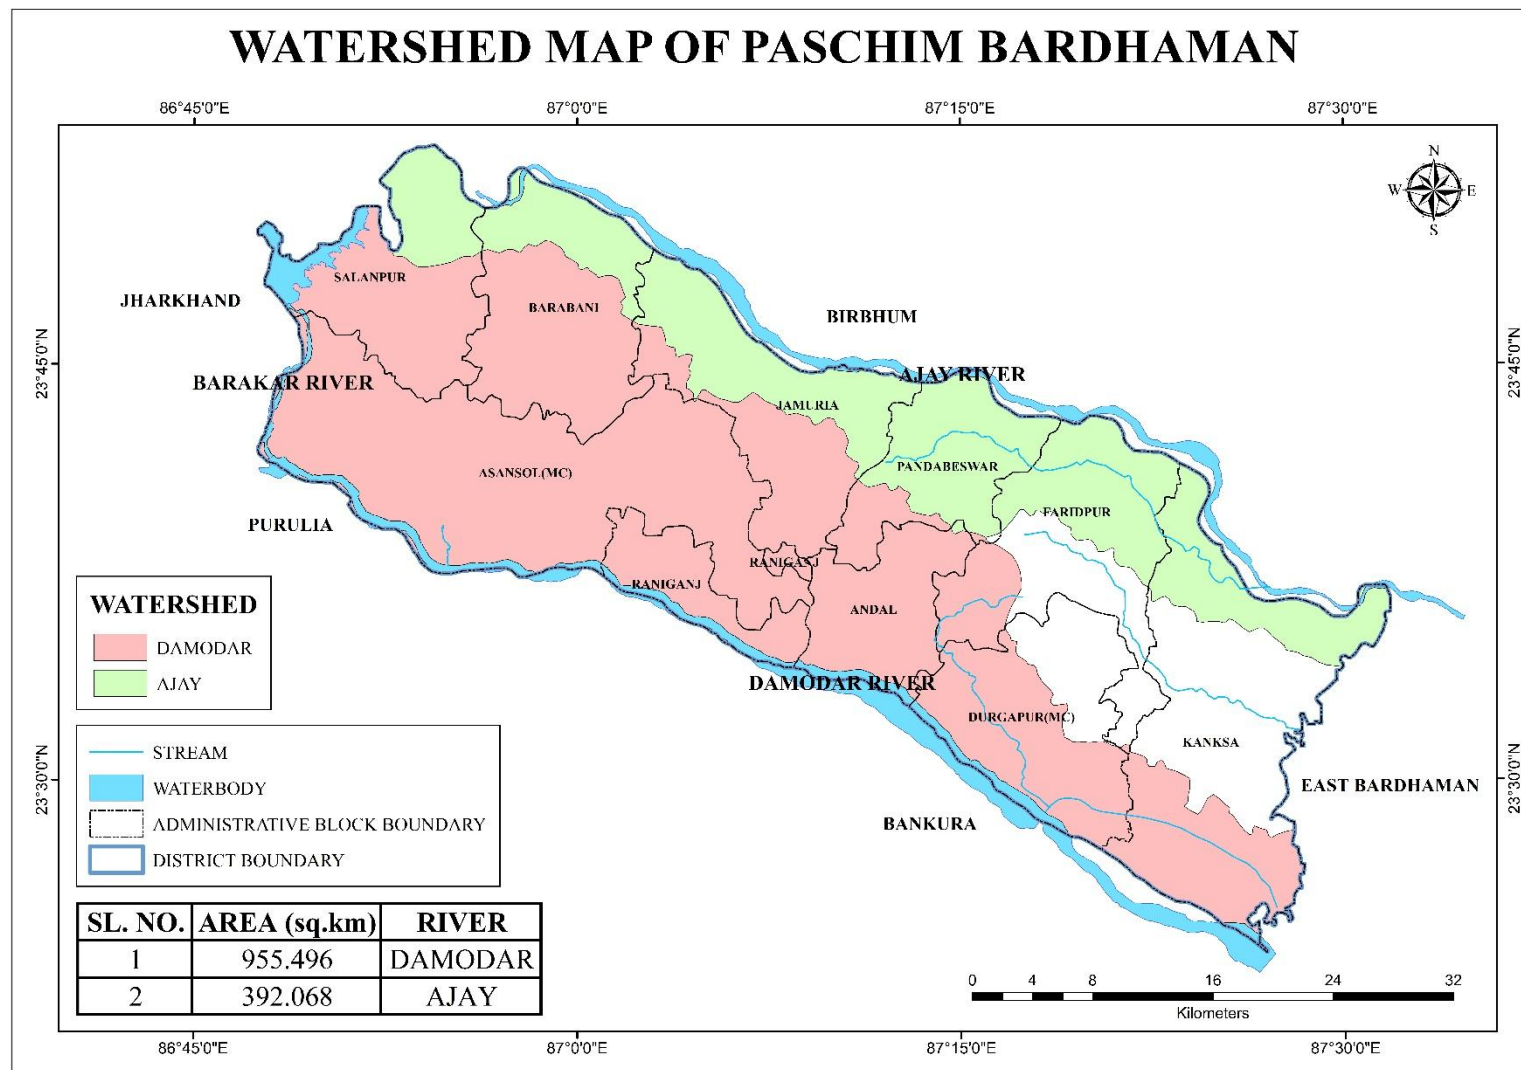 WATERSHED MAP OF PASCHIM BARDHAMAN
86°45'0"E 87°0'0"E 87°15'0"E 87°30'0"E
N
W E
S
SALANPUR
JHARKHAND
BARABANI
BIRBHUM
23°45'0"N
23°45'0"N
BARAKAR RIVER
AJAY RIVER
JAMURIA
PANDABESWAR
ASANSOL(MC)
PURULIA
FARIDPUR
RANIGANJ
RANIGANJ
ANDAL
WATERSHED
DAMODAR
AJAY
DAMODAR RIVER
DURGAPUR(MC)
KANKSA
STREAM
WATERBODY
ADMINISTRATIVE BLOCK BOUNDARY
DISTRICT BOUNDARY
23°30'0"N
23°30'0"N
EAST BARDHAMAN
BANKURA
SL. NO. AREA (sq.km) RIVER
1 955.496 DAMODAR
2 392.068 AJAY
0 4 8 16 24 32
Kilometers
86°45'0"E 87°0'0"E 87°15'0"E 87°30'0"E